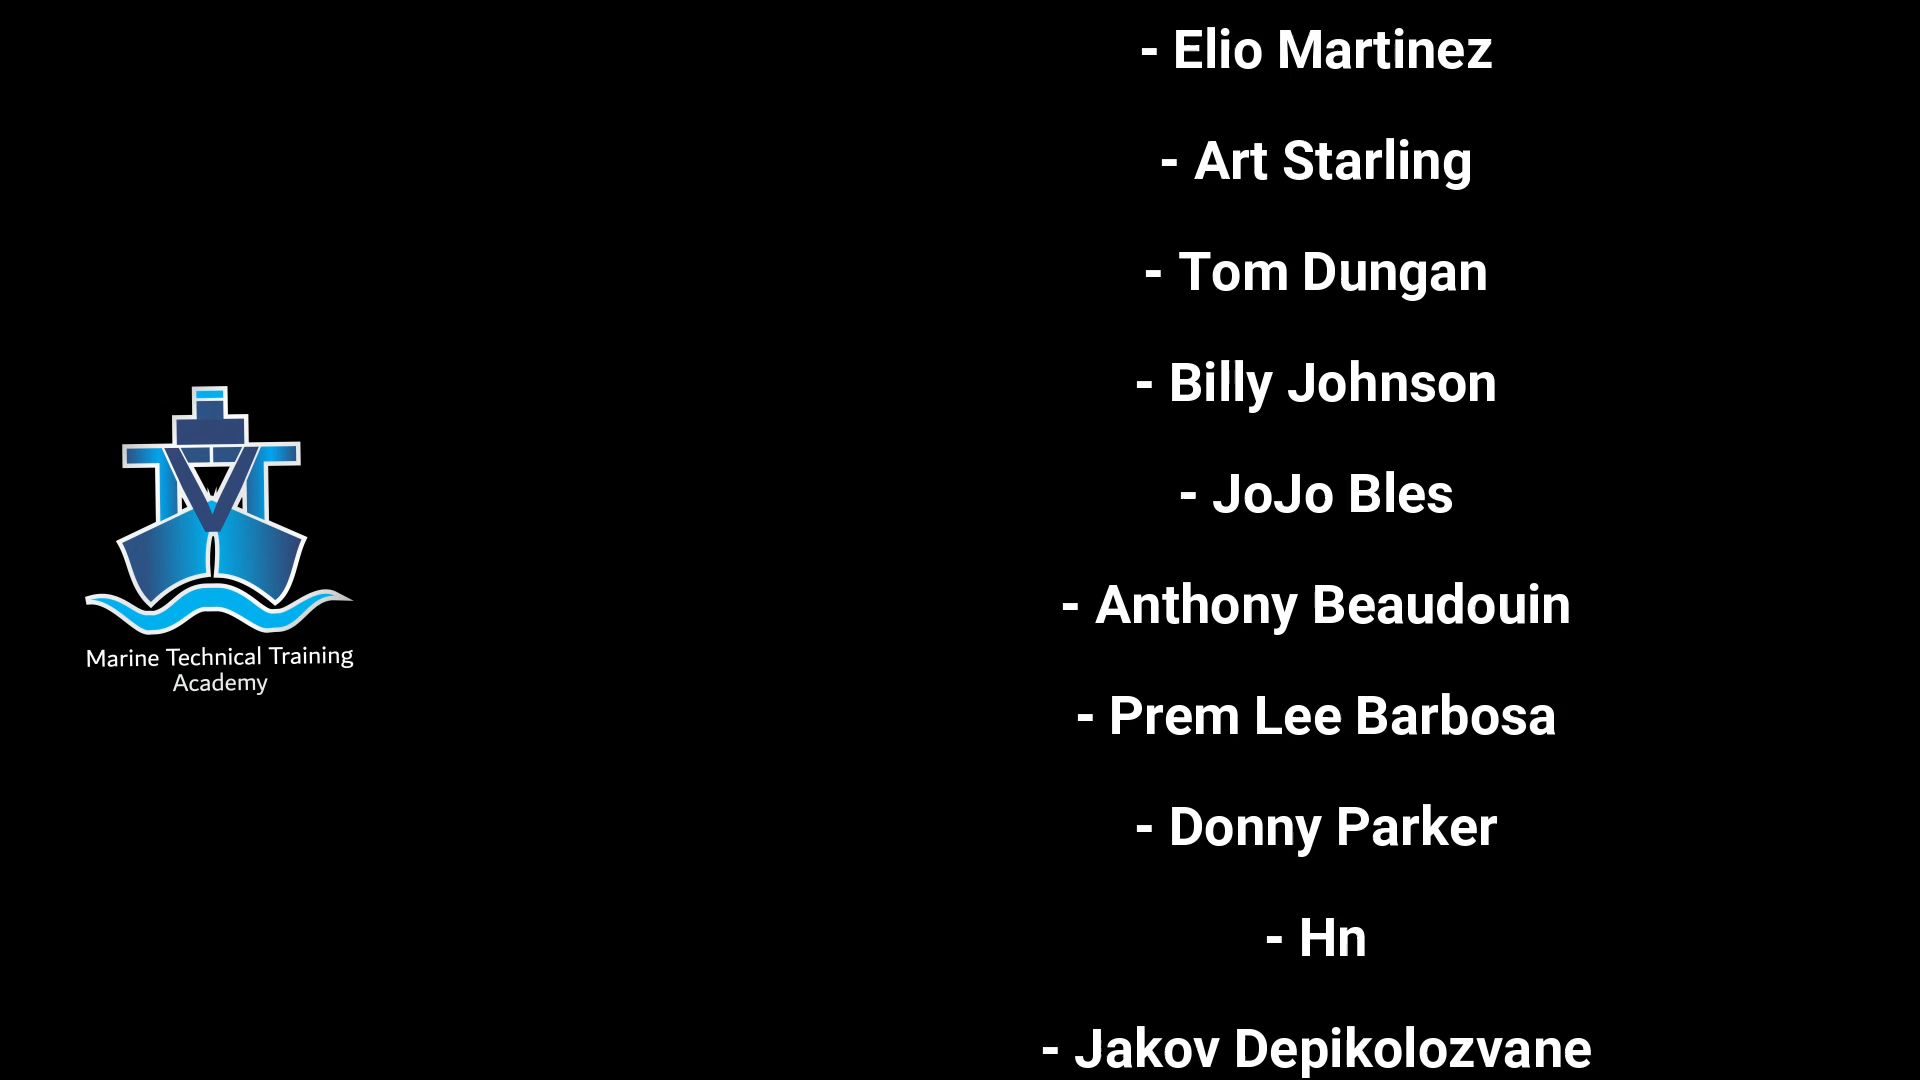 - Elio Martinez
- Art Starling
- Tom Dungan
- Billy Johnson
- JoJo Bles
- Anthony Beaudouin
- Prem Lee Barbosa
- Donny Parker
- Hn
- Jakov Depikolozvane
Marine Technical Training
Academy